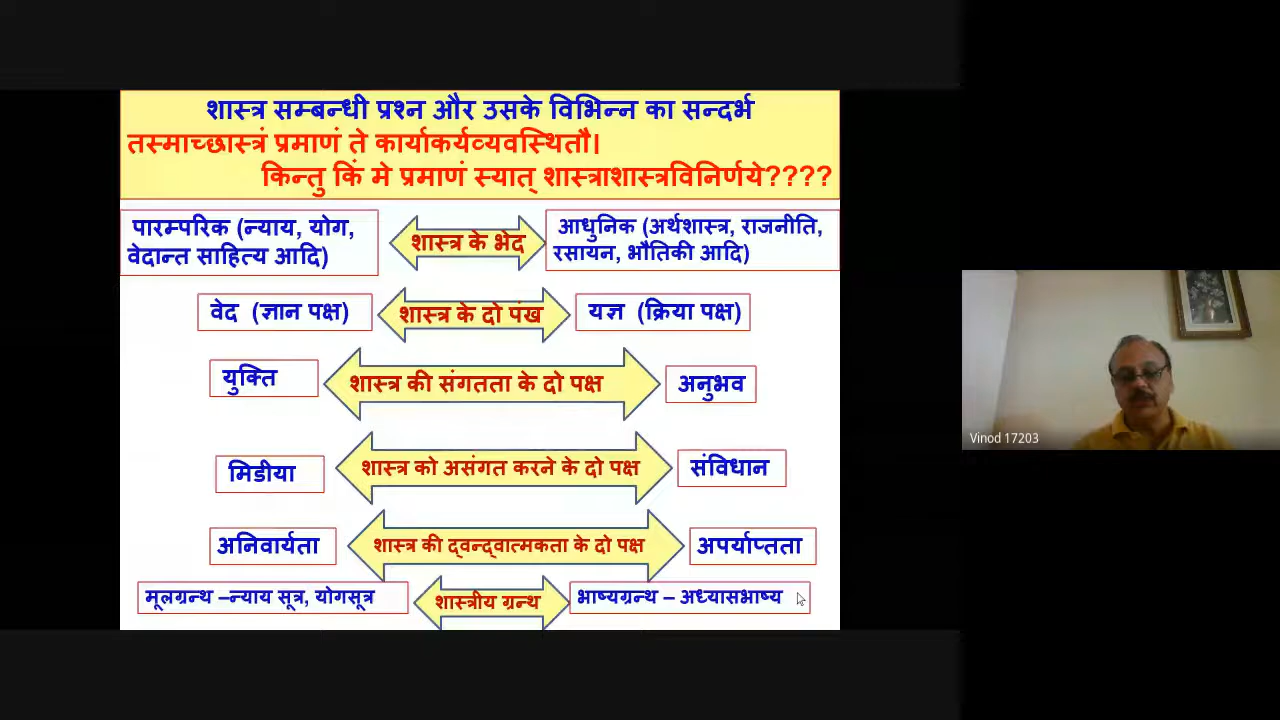 शास्त्र सम्बन्धी प्रश्न और उसके विभिन्न का सन्दर्भ
तस्माच्छास्त्रं प्रमाणं ते कार्याकर्यव्यवस्थितौ।
किन्तु किं मे प्रमाणं स्यात् शास्त्राशास्त्रविनिर्णये????
पारम्परिक (न्याय, योग,
वेदान्त साहित्य आदि)
शास्त्र के भेद
आधुनिक (अर्थशास्त्र, राजनीति,
रसायन, भौतिकी आदि)
वेद (ज्ञान पक्ष)
शास्त्र के दो पंख
यज्ञ (क्रिया पक्ष)
युक्ति
शास्त्र की संगतता के दो पक्ष
अनुभव
मिडीया
शास्त्र को असंगत करने के दो पक्ष
संविधान
अनिवार्यता
शास्त्र की द्वन्द्वात्मकता के दो पक्ष
अपर्याप्तता
मूलग्रन्थ –न्याय सूत्र, योगसूत्र
शास्त्रीय ग्रन्थ
भाष्यग्रन्थ – अध्यासभाष्य
Vinod 17203